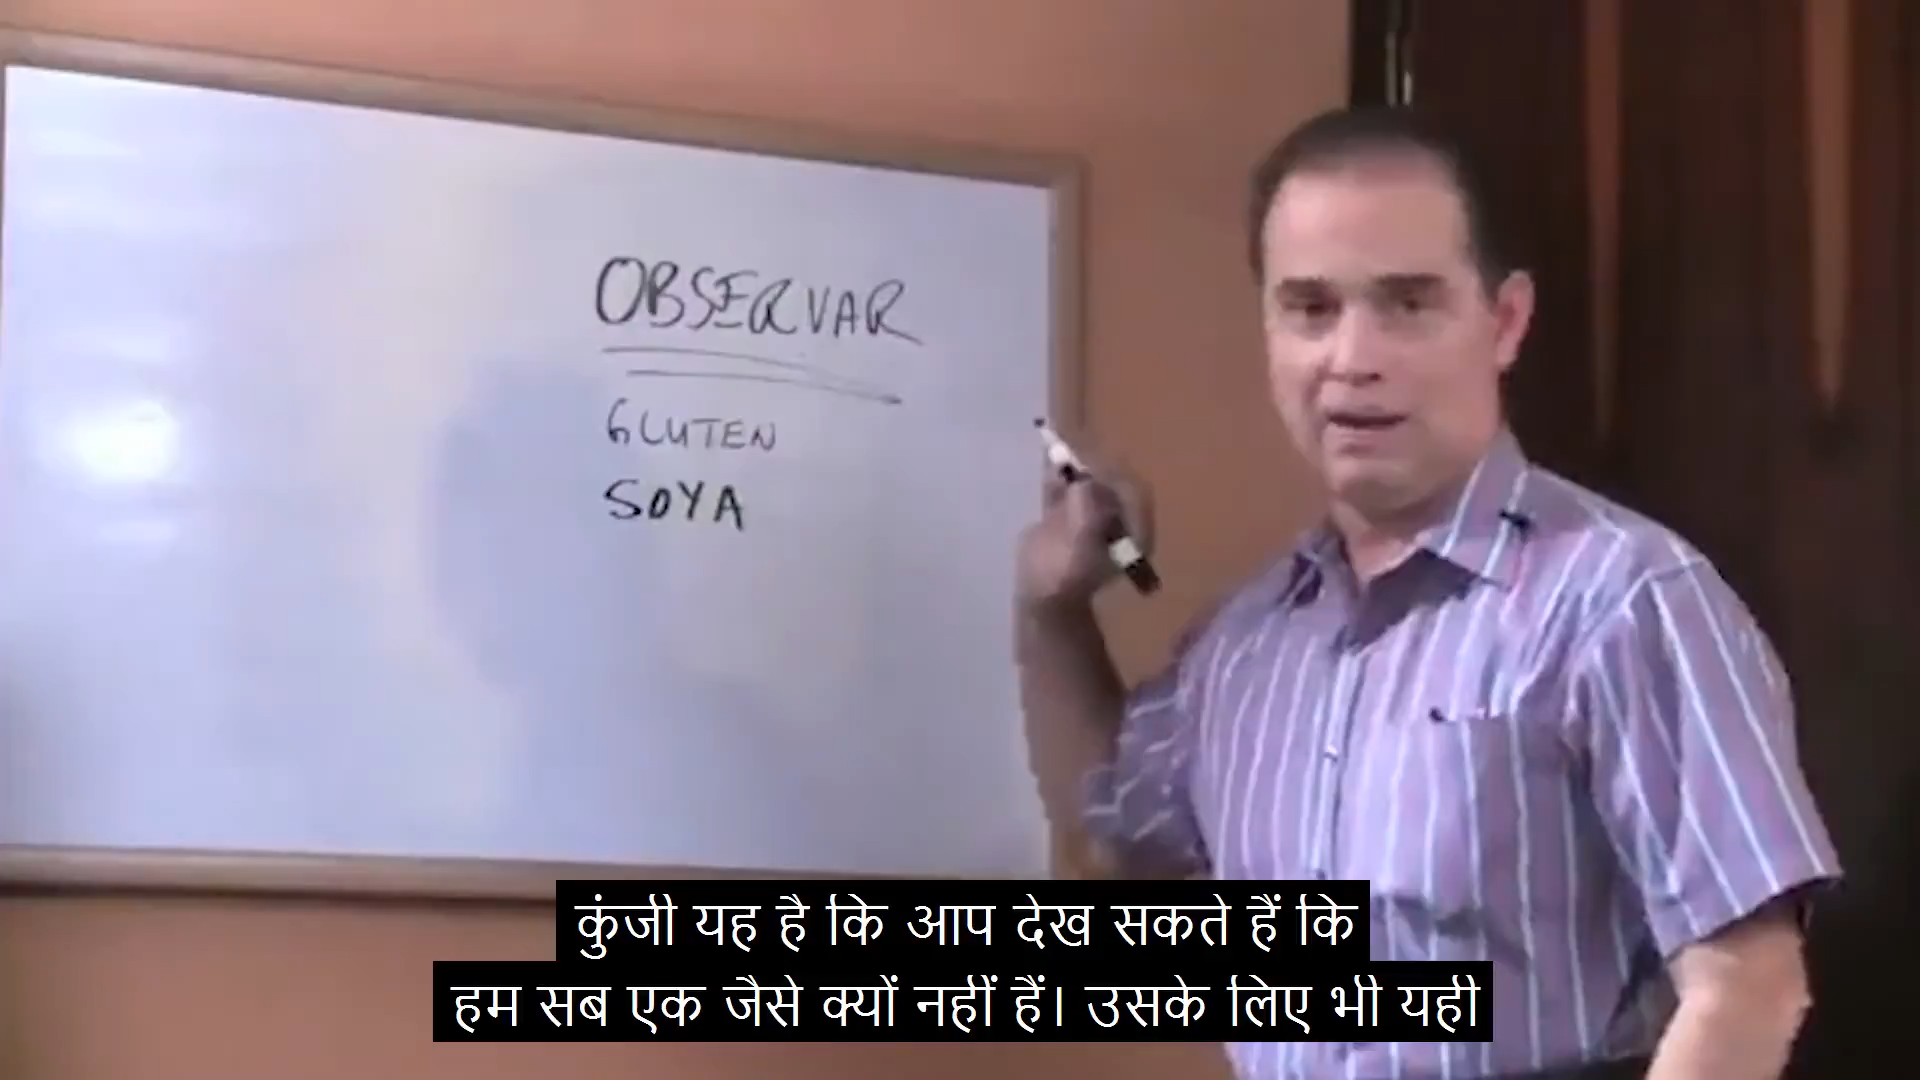 OBSERVAR
GLUTEN
SOYA
कुंजी यह है कि आप देख सकते हैं कि
हम सब एक जैसे क्यों नहीं हैं। उसके लिए भी यही